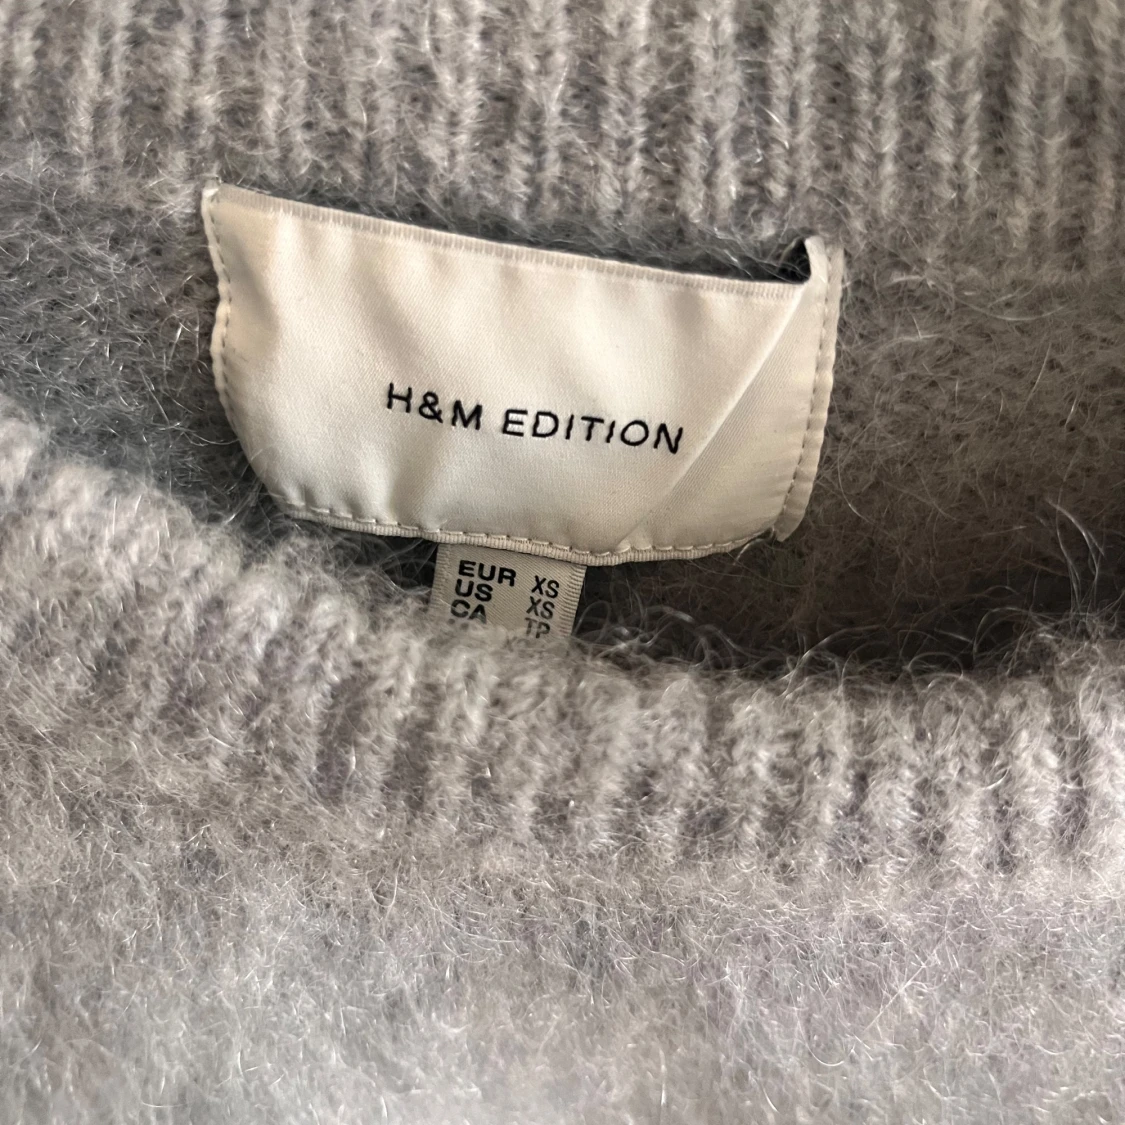 H&M EDITION
EUR XS
US XS
CA TP